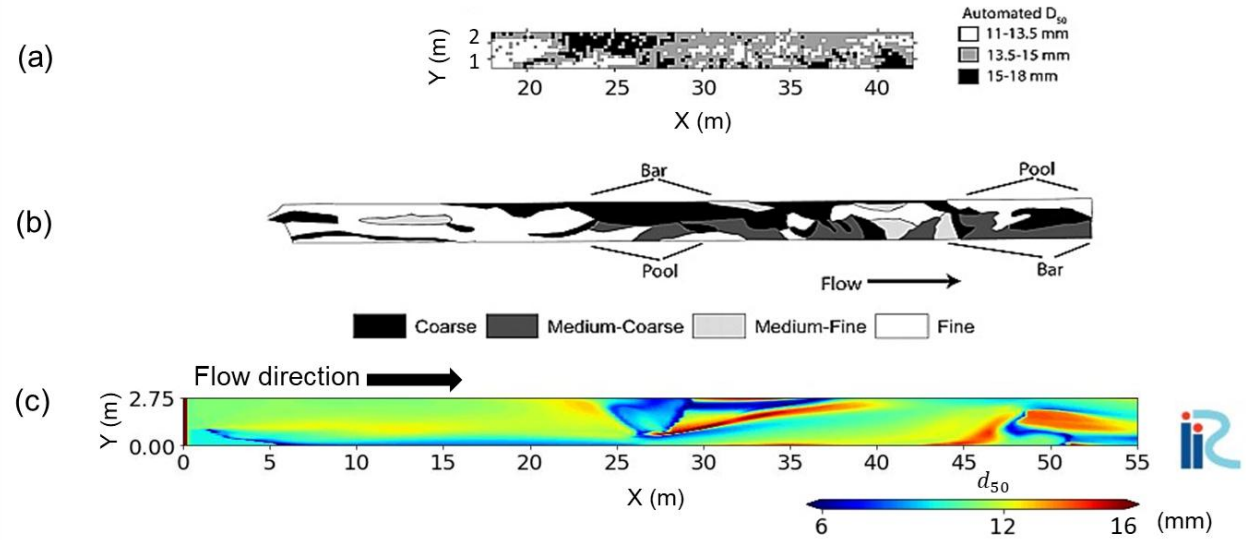 (a)
Y (m)
2
1
20 25 30 35 40
X (m)
Automated D50
11-13.5 mm
13.5-15 mm
15-18 mm
(b)
Bar
Pool
Pool
Bar
Flow
Coarse
Medium-Coarse
Medium-Fine
Fine
(c)
Flow direction
Y (m)
2.75
0.00
0 5 10 15 20 25 30 35 40 45 50 55
X (m)
d50
6 12 16 (mm)
iiR